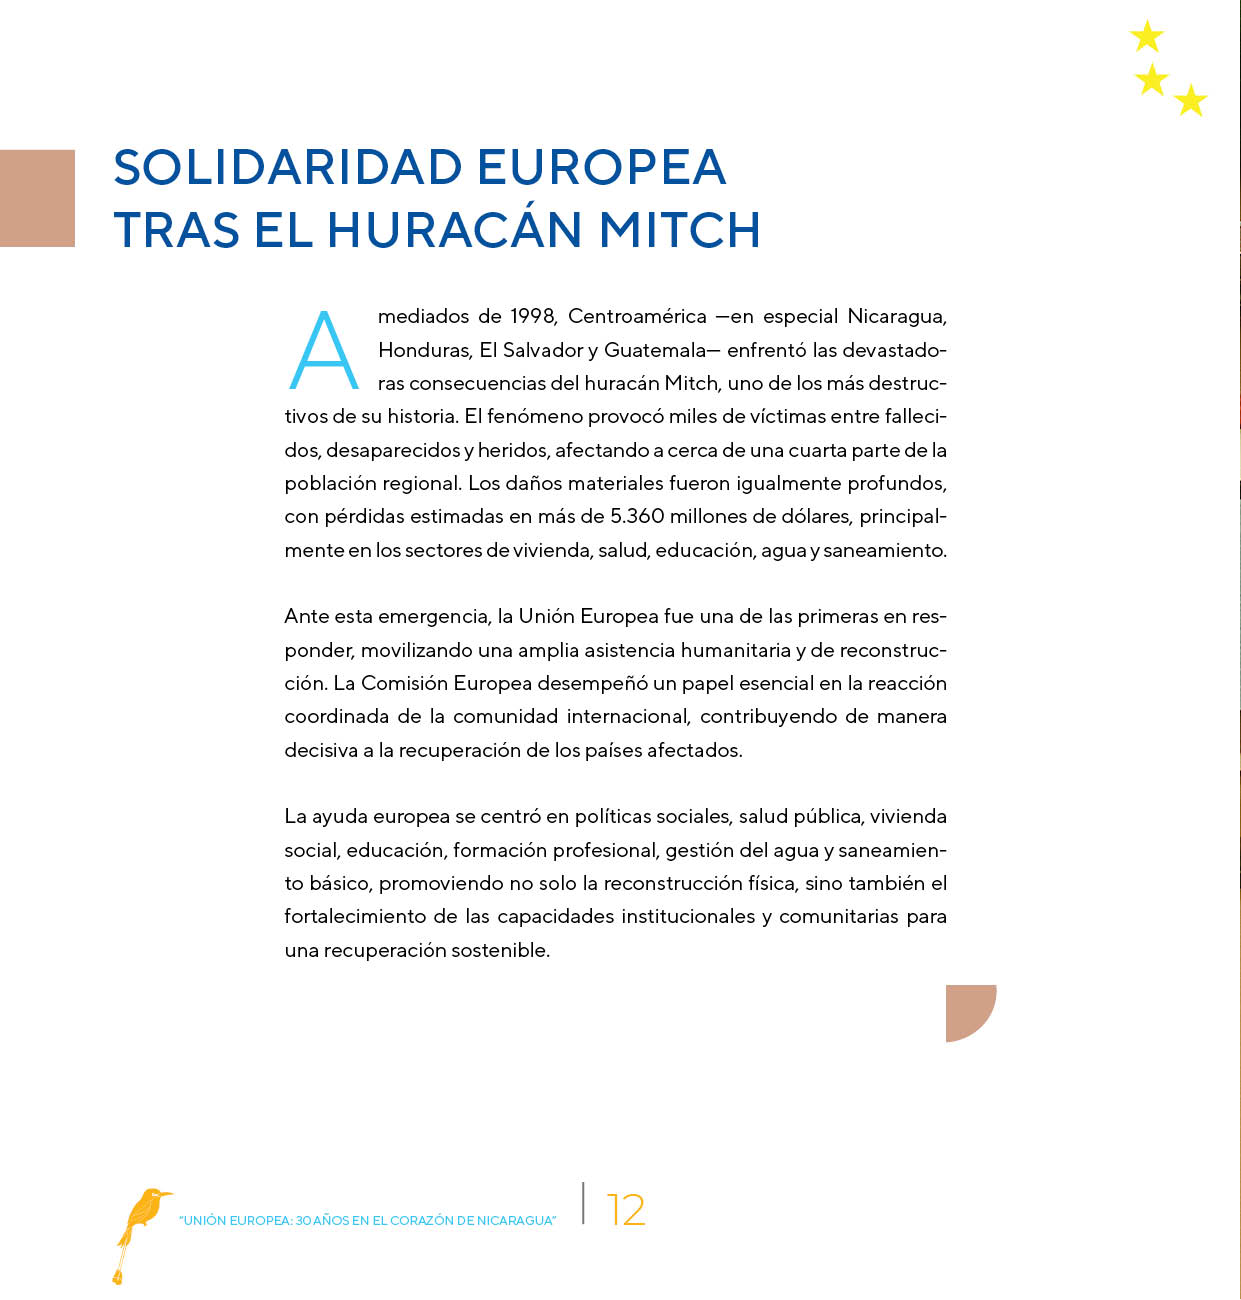 SOLIDARIDAD EUROPEA
TRAS EL HURACÁN MITCH
A mediados de 1998, Centroamérica —en especial Nicaragua,
Honduras, El Salvador y Guatemala— enfrentó las devastado-
ras consecuencias del huracán Mitch, uno de los más destruc-
tivos de su historia. El fenómeno provocó miles de víctimas entre falleci-
dos, desaparecidos y heridos, afectando a cerca de una cuarta parte de la
población regional. Los daños materiales fueron igualmente profundos,
con pérdidas estimadas en más de 5.360 millones de dólares, principal-
mente en los sectores de vivienda, salud, educación, agua y saneamiento.
Ante esta emergencia, la Unión Europea fue una de las primeras en res-
ponder, movilizando una amplia asistencia humanitaria y de reconstruc-
ción. La Comisión Europea desempeñó un papel esencial en la reacción
coordinada de la comunidad internacional, contribuyendo de manera
decisiva a la recuperación de los países afectados.
La ayuda europea se centró en políticas sociales, salud pública, vivienda
social, educación, formación profesional, gestión del agua y saneamien-
to básico, promoviendo no solo la reconstrucción física, sino también el
fortalecimiento de las capacidades institucionales y comunitarias para
una recuperación sostenible.
"UNIÓN EUROPEA: 30 AÑOS EN EL CORAZÓN DE NICARAGUA"
12